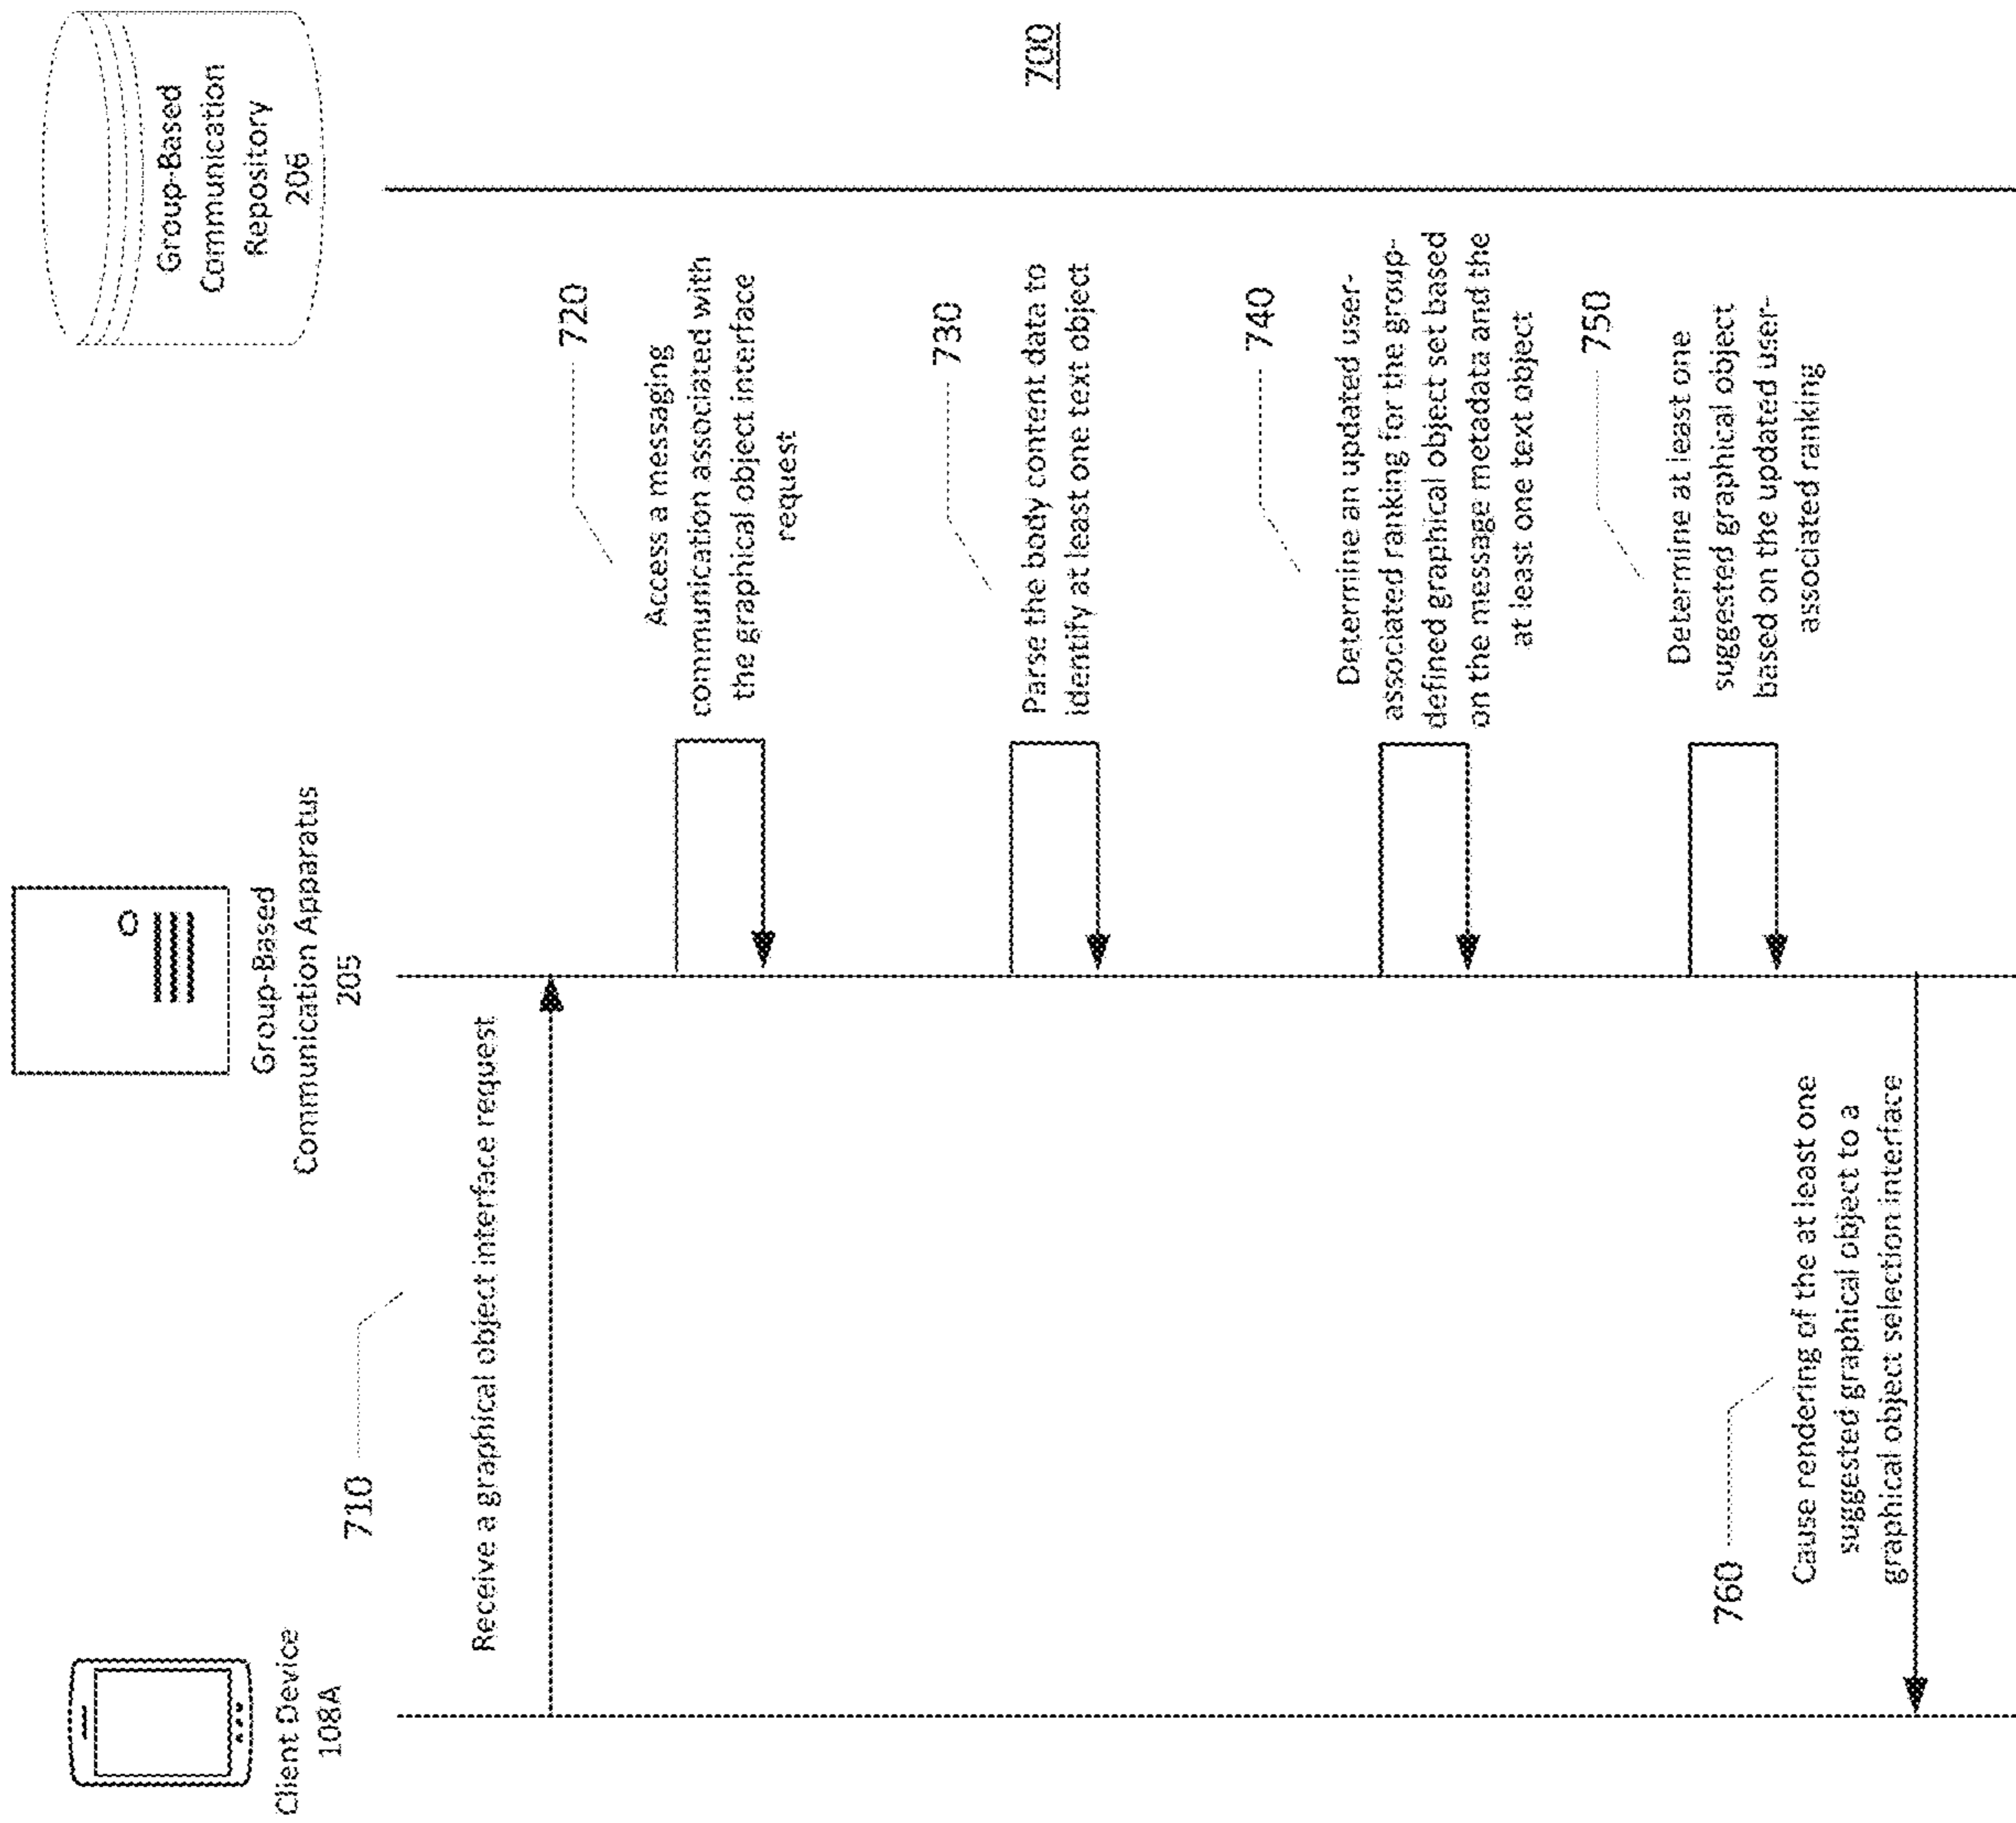 Client Device
108A
Group-Based
Communication Apparatus
205
Group-Based
Communication
Repository
206
710
Receive a graphical object interface request
720
Access a messaging
communication associated with
the graphical object interface
request
700
730
Parse the body content data to
identify at least one text object
740
Determine an updated user-
associated ranking for the group-
defined graphical object set based
on the message metadata and the
at least one text object
750
Determine at least one
suggested graphical object
based on the updated user-
associated ranking
760
Cause rendering of the at least one
suggested graphical object to a
graphical object selection interface